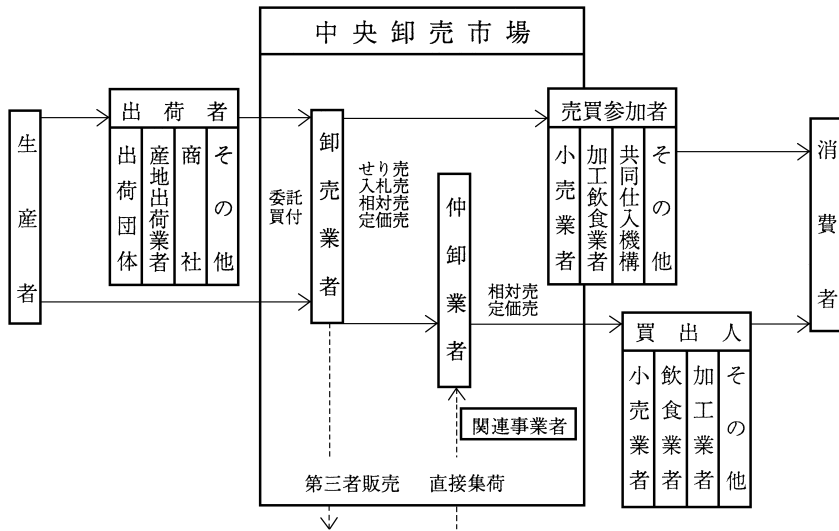 中央卸売市場
生産者
出荷者
出荷団体
産地出荷業者
商社
その他
委託
買付
卸売業者
せり売
入札売
相対売
定価売
仲卸業者
相対売
定価売
売買参加者
小売業者
加工飲食業者
共同仕入機構
その他
買出人
小売業者
飲食業者
加工業者
その他
消費者
関連事業者
第三者販売
直接集荷